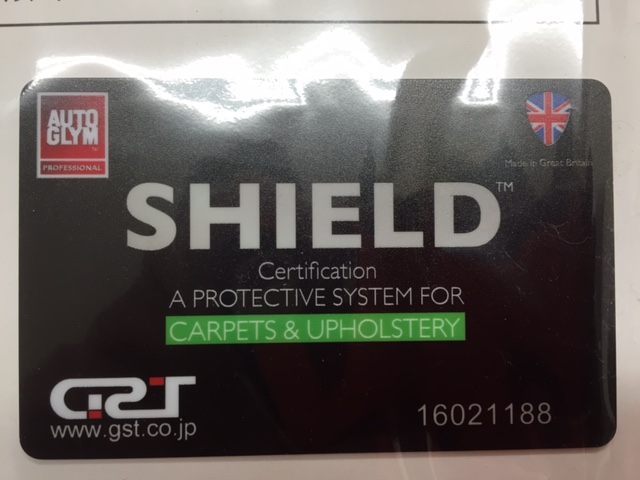 AUTO
GLYM
PROFESSIONAL
Made in Great Britain
SHIELD™
Certification
A PROTECTIVE SYSTEM FOR
CARPETS & UPHOLSTERY
GST
www.gst.co.jp
16021188